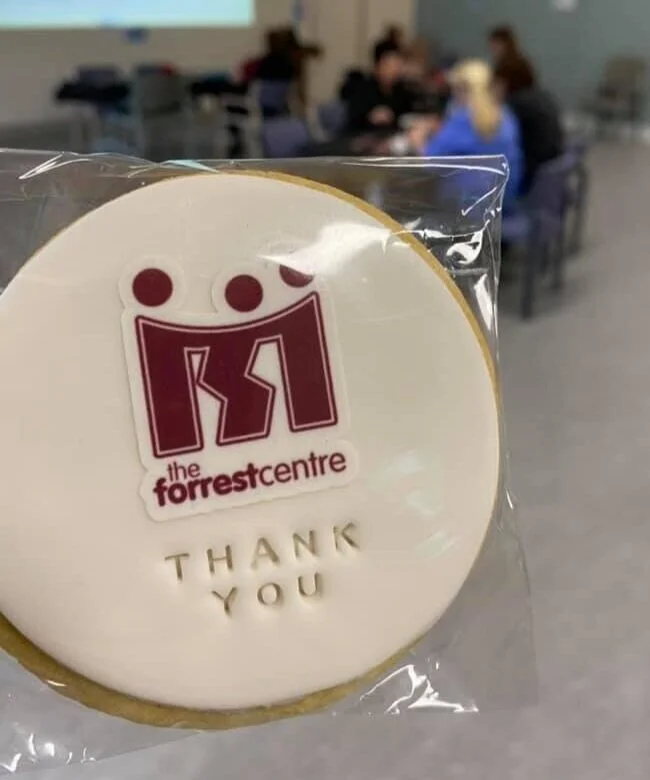 the
forrestcentre
THANK
YOU